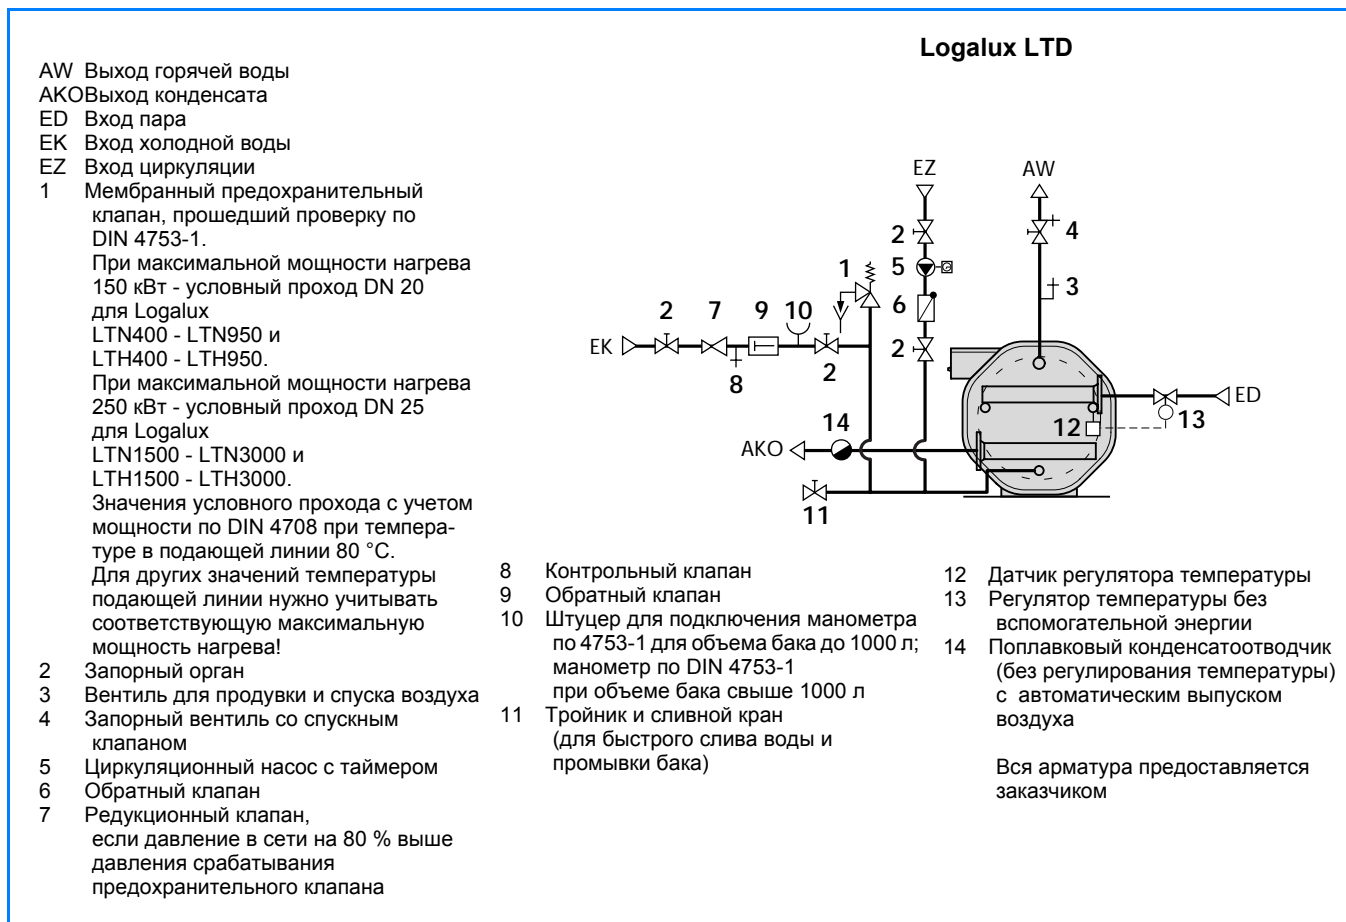 Logalux LTD
AW Выход горячей воды
AKOВыход конденсата
ED Вход пара
EK Вход холодной воды
EZ Вход циркуляции
1 Мембранный предохранительный
клапан, прошедший проверку по
DIN 4753-1.
При максимальной мощности нагрева
150 кВт - условный проход DN 20
для Logalux
LTN400 - LTN950 и
LTH400 - LTH950.
При максимальной мощности нагрева
250 кВт - условный проход DN 25
для Logalux
LTN1500 - LTN3000 и
LTH1500 - LTH3000.
Значения условного прохода с учетом
мощности по DIN 4708 при темпера-
туре в подающей линии 80 °C.
Для других значений температуры
подающей линии нужно учитывать
соответствующую максимальную
мощность нагрева!
2 Запорный орган
3 Вентиль для продувки и спуска воздуха
4 Запорный вентиль со спускным
клапаном
5 Циркуляционный насос с таймером
6 Обратный клапан
7 Редукционный клапан,
если давление в сети на 80 % выше
давления срабатывания
предохранительного клапана
EZ AW
2 4
1 5
3
6
2 7 9 10
EK
2
8 2
ED
14 12 13
AKO
11
8 Контрольный клапан
9 Обратный клапан
10 Штуцер для подключения манометра
по 4753-1 для объема бака до 1000 л;
манометр по DIN 4753-1
при объеме бака свыше 1000 л
11 Тройник и сливной кран
(для быстрого слива воды и
промывки бака)
12 Датчик регулятора температуры
13 Регулятор температуры без
вспомогательной энергии
14 Поплавковый конденсатоотводчик
(без регулирования температуры)
с автоматическим выпуском
воздуха
Вся арматура предоставляется
заказчиком